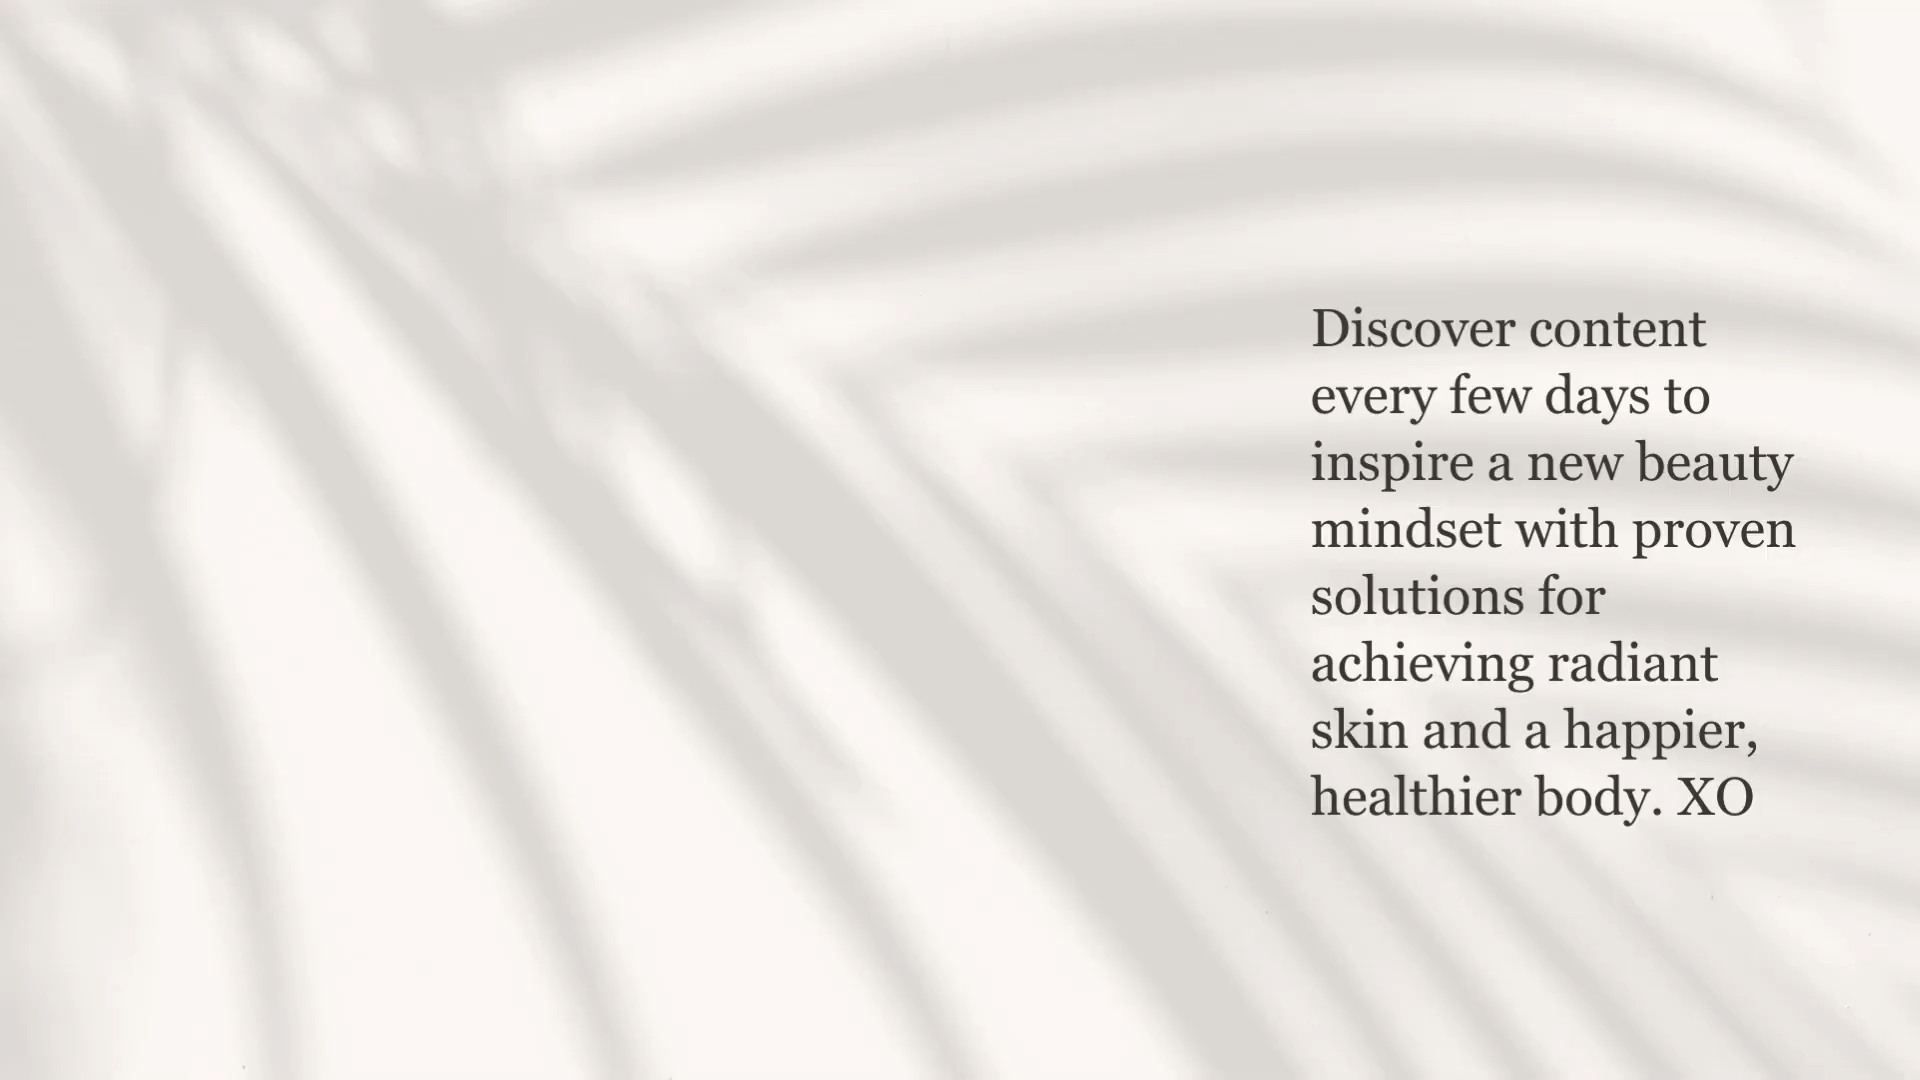 Discover content
every few days to
inspire a new beauty
mindset with proven
solutions for
achieving radiant
skin and a happier,
healthier body. XO